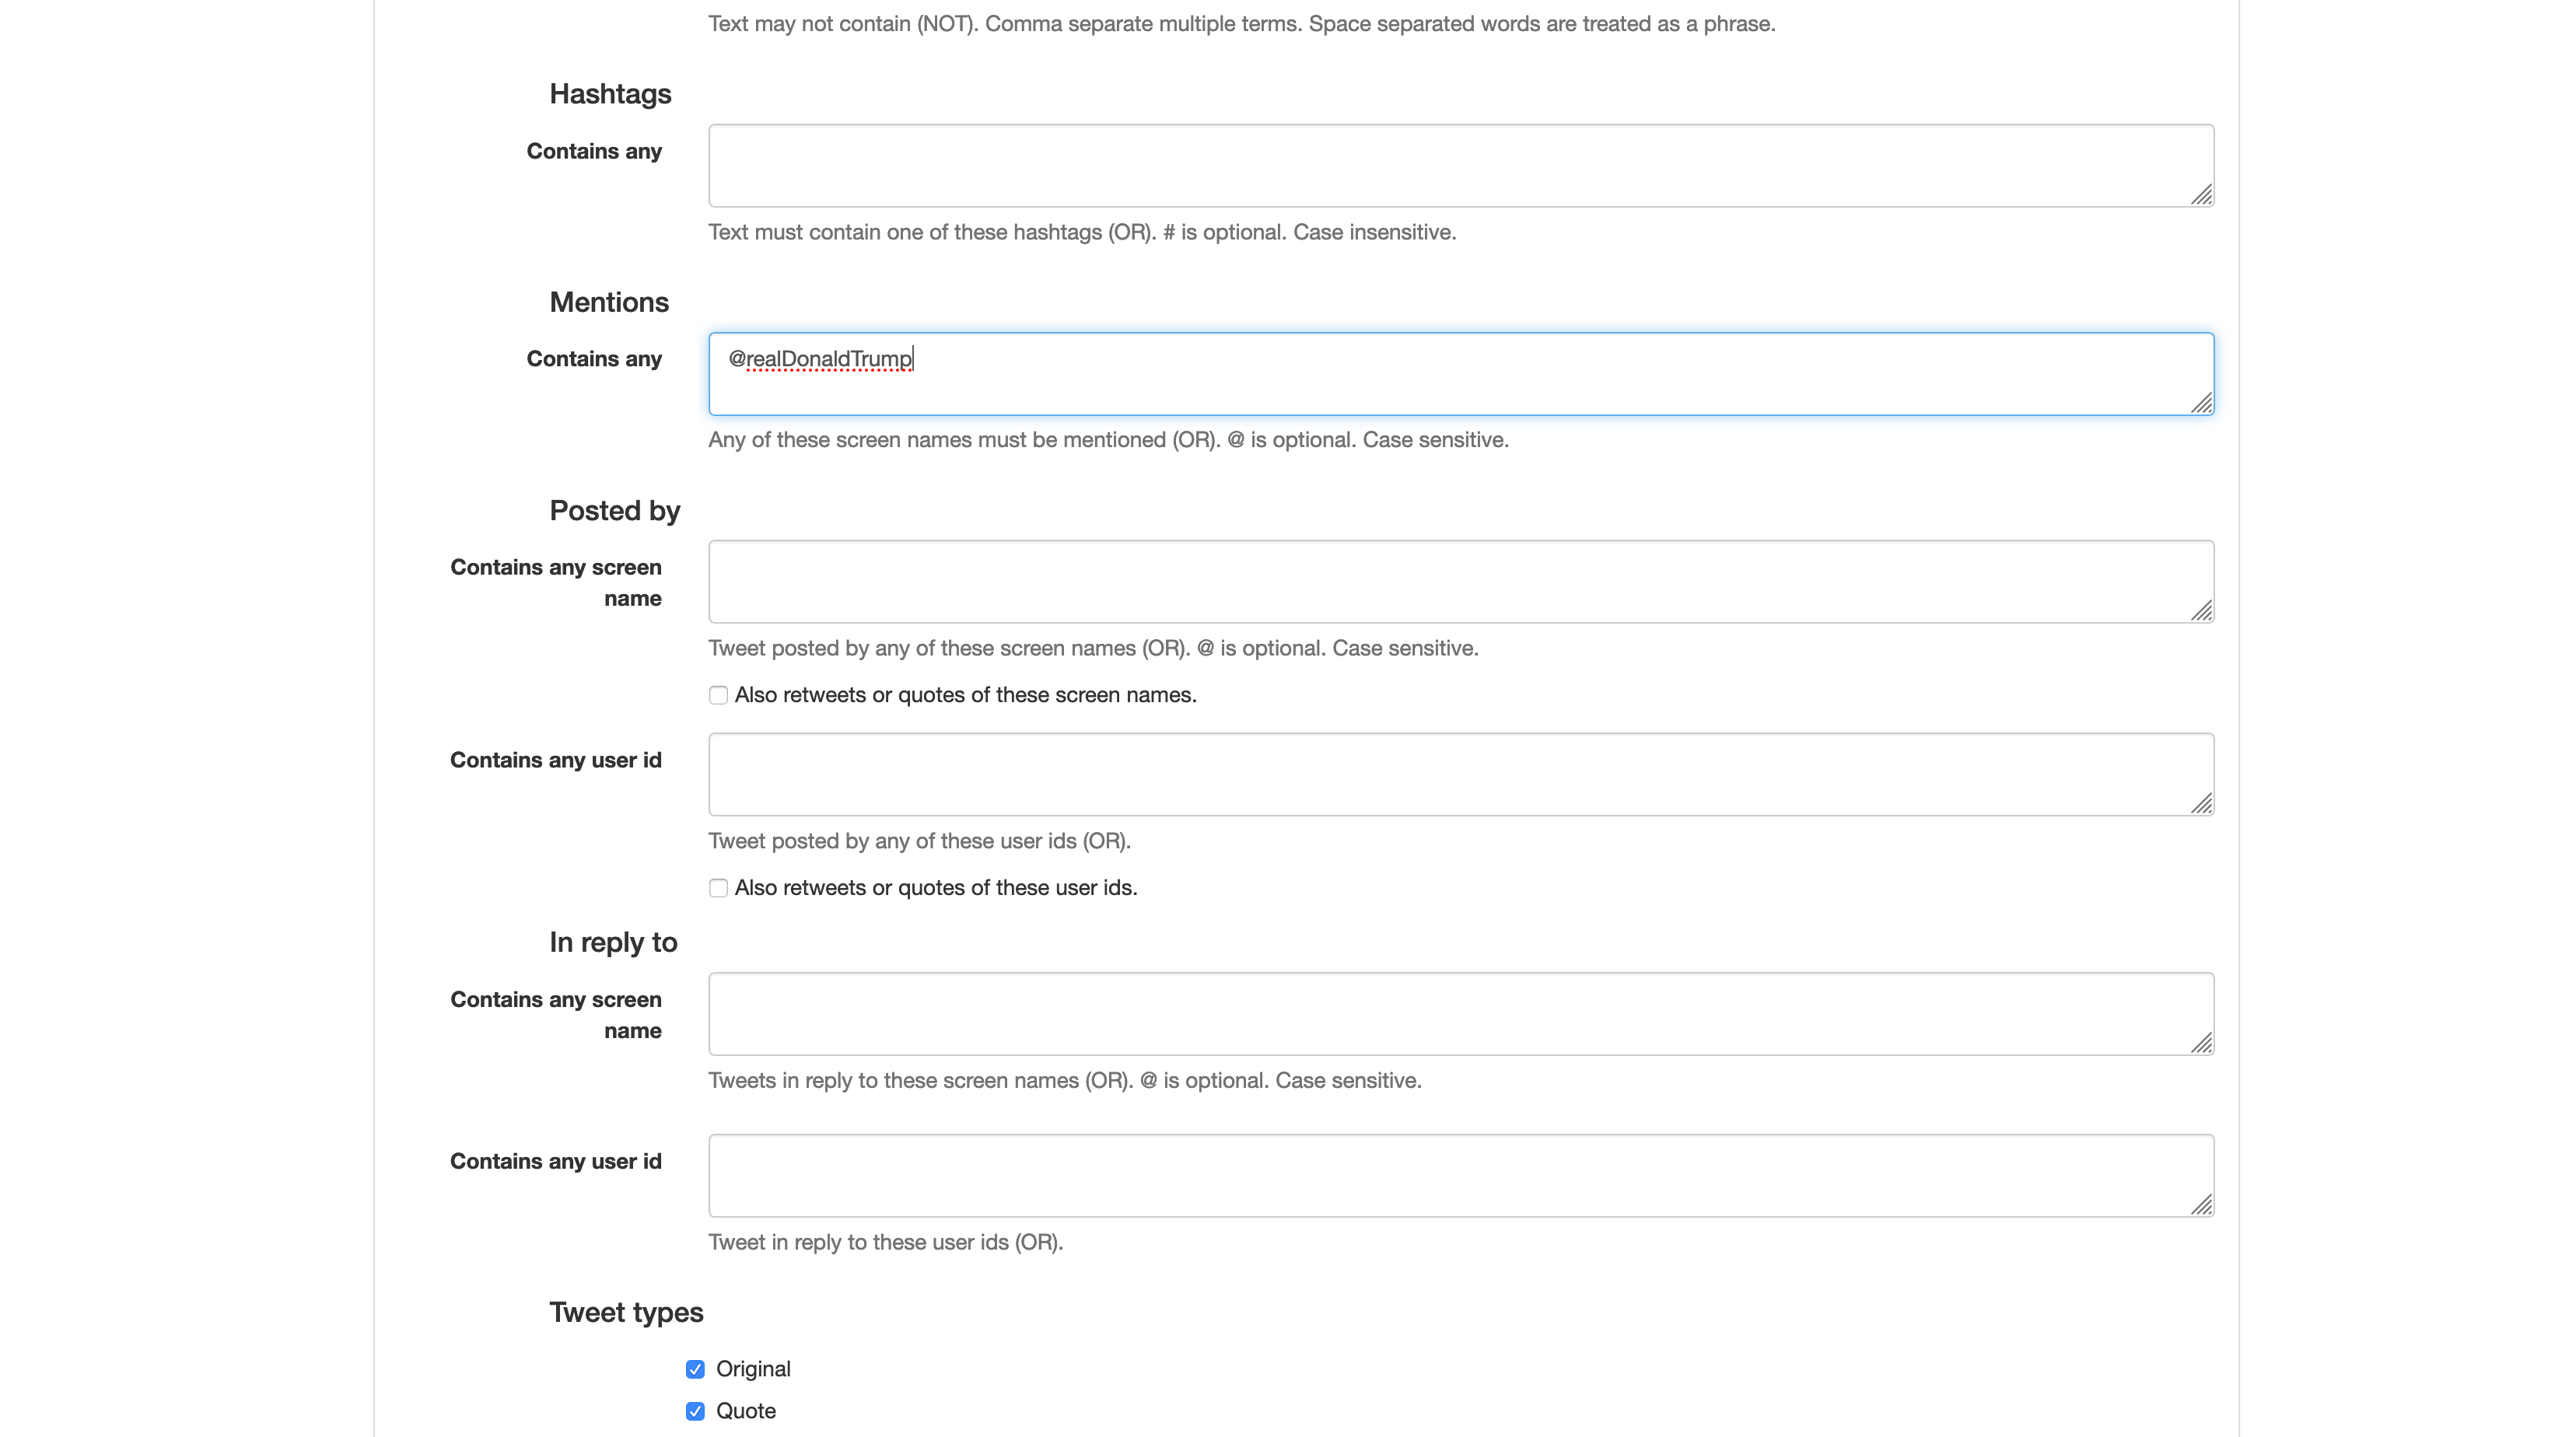 Text may not contain (NOT). Comma separate multiple terms. Space separated words are treated as a phrase.
Hashtags
Contains any
Text must contain one of these hashtags (OR). # is optional. Case insensitive.
Mentions
Contains any
@realDonaldTrump
Any of these screen names must be mentioned (OR). @ is optional. Case sensitive.
Posted by
Contains any screen
name
Tweet posted by any of these screen names (OR). @ is optional. Case sensitive.
Also retweets or quotes of these screen names.
Contains any user id
Tweet posted by any of these user ids (OR).
Also retweets or quotes of these user ids.
In reply to
Contains any screen
name
Tweets in reply to these screen names (OR). @ is optional. Case sensitive.
Contains any user id
Tweet in reply to these user ids (OR).
Tweet types
Original
Quote